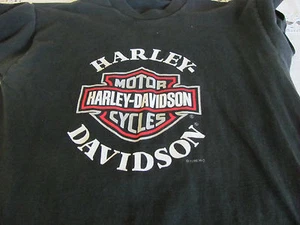 HARLEY-
MOTOR
HARLEY-DAVIDSON
CYCLES
®
DAVIDSON
®